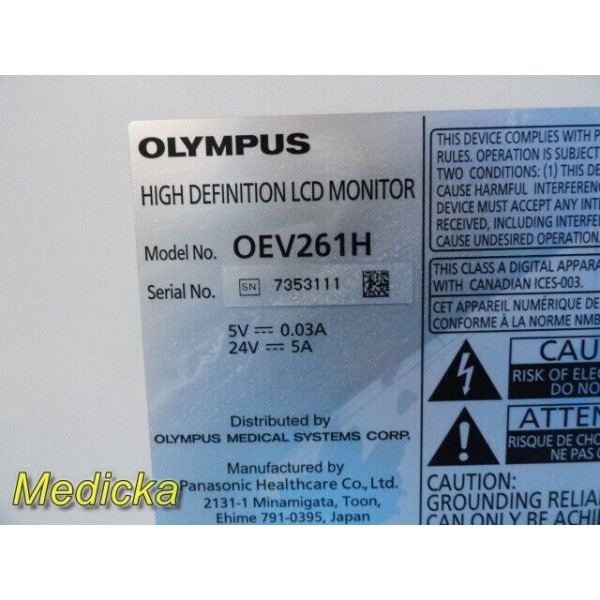 OLYMPUS
HIGH DEFINITION LCD MONITOR
Model No. OEV261H
Serial No. SN 7353111
5V ⎓ 0.03A
24V ⎓ 5A
Distributed by
OLYMPUS MEDICAL SYSTEMS CORP.
Manufactured by
Panasonic Healthcare Co., Ltd.
2131-1 Minamigata, Toon,
Ehime 791-0395, Japan
THIS DEVICE COMPLIES WITH
RULES. OPERATION IS SUBJECT
TWO CONDITIONS: (1) THIS
CAUSE HARMFUL INTERFEREN
DEVICE MUST ACCEPT ANY
RECEIVED, INCLUDING INTERFE
CAUSE UNDESIRED OPERATION
THIS CLASS A DIGITAL APPARA
WITH CANADIAN ICES-003.
CET APPAREIL NUMÉRIQUE DE
CONFORME À LA NORME NMB
CAU
RISK OF ELE
DO NO
ATTEN
RISQUE DE CHO
NE PAS
CAUTION:
GROUNDING RELIA
CAN ONLY BE ACHI
Medicka